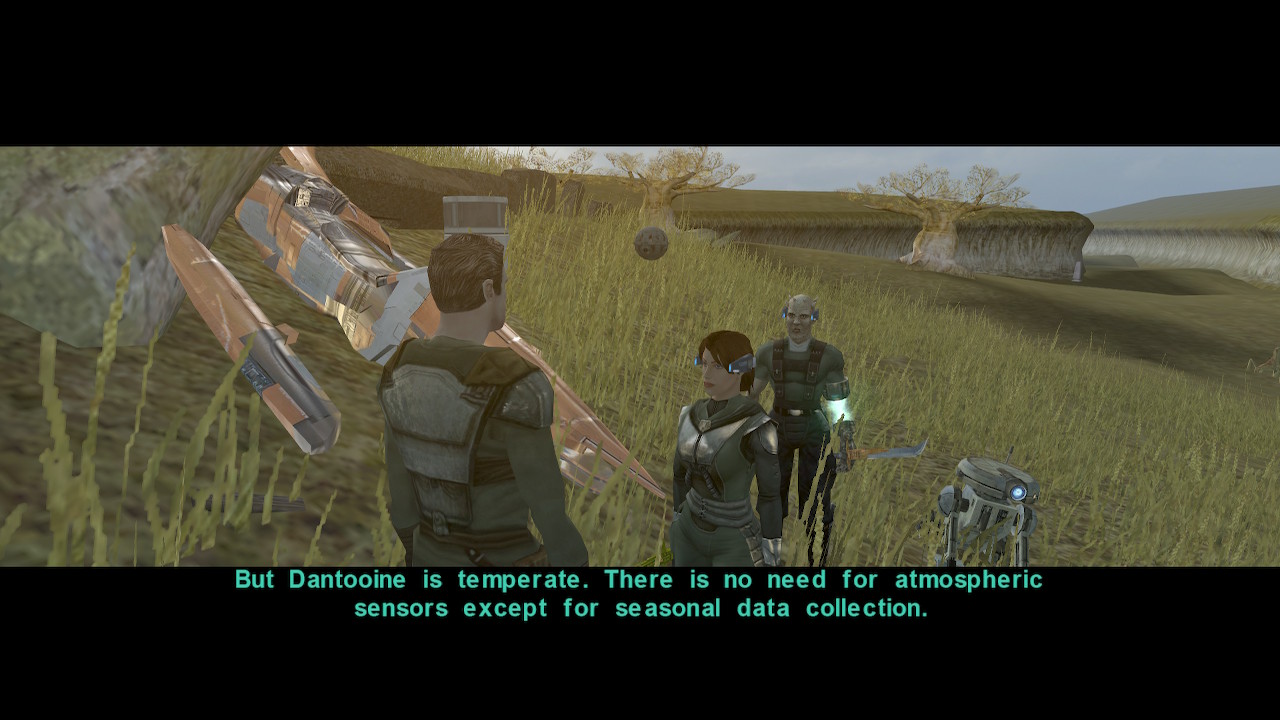 But Dantooine is temperate. There is no need for atmospheric
sensors except for seasonal data collection.